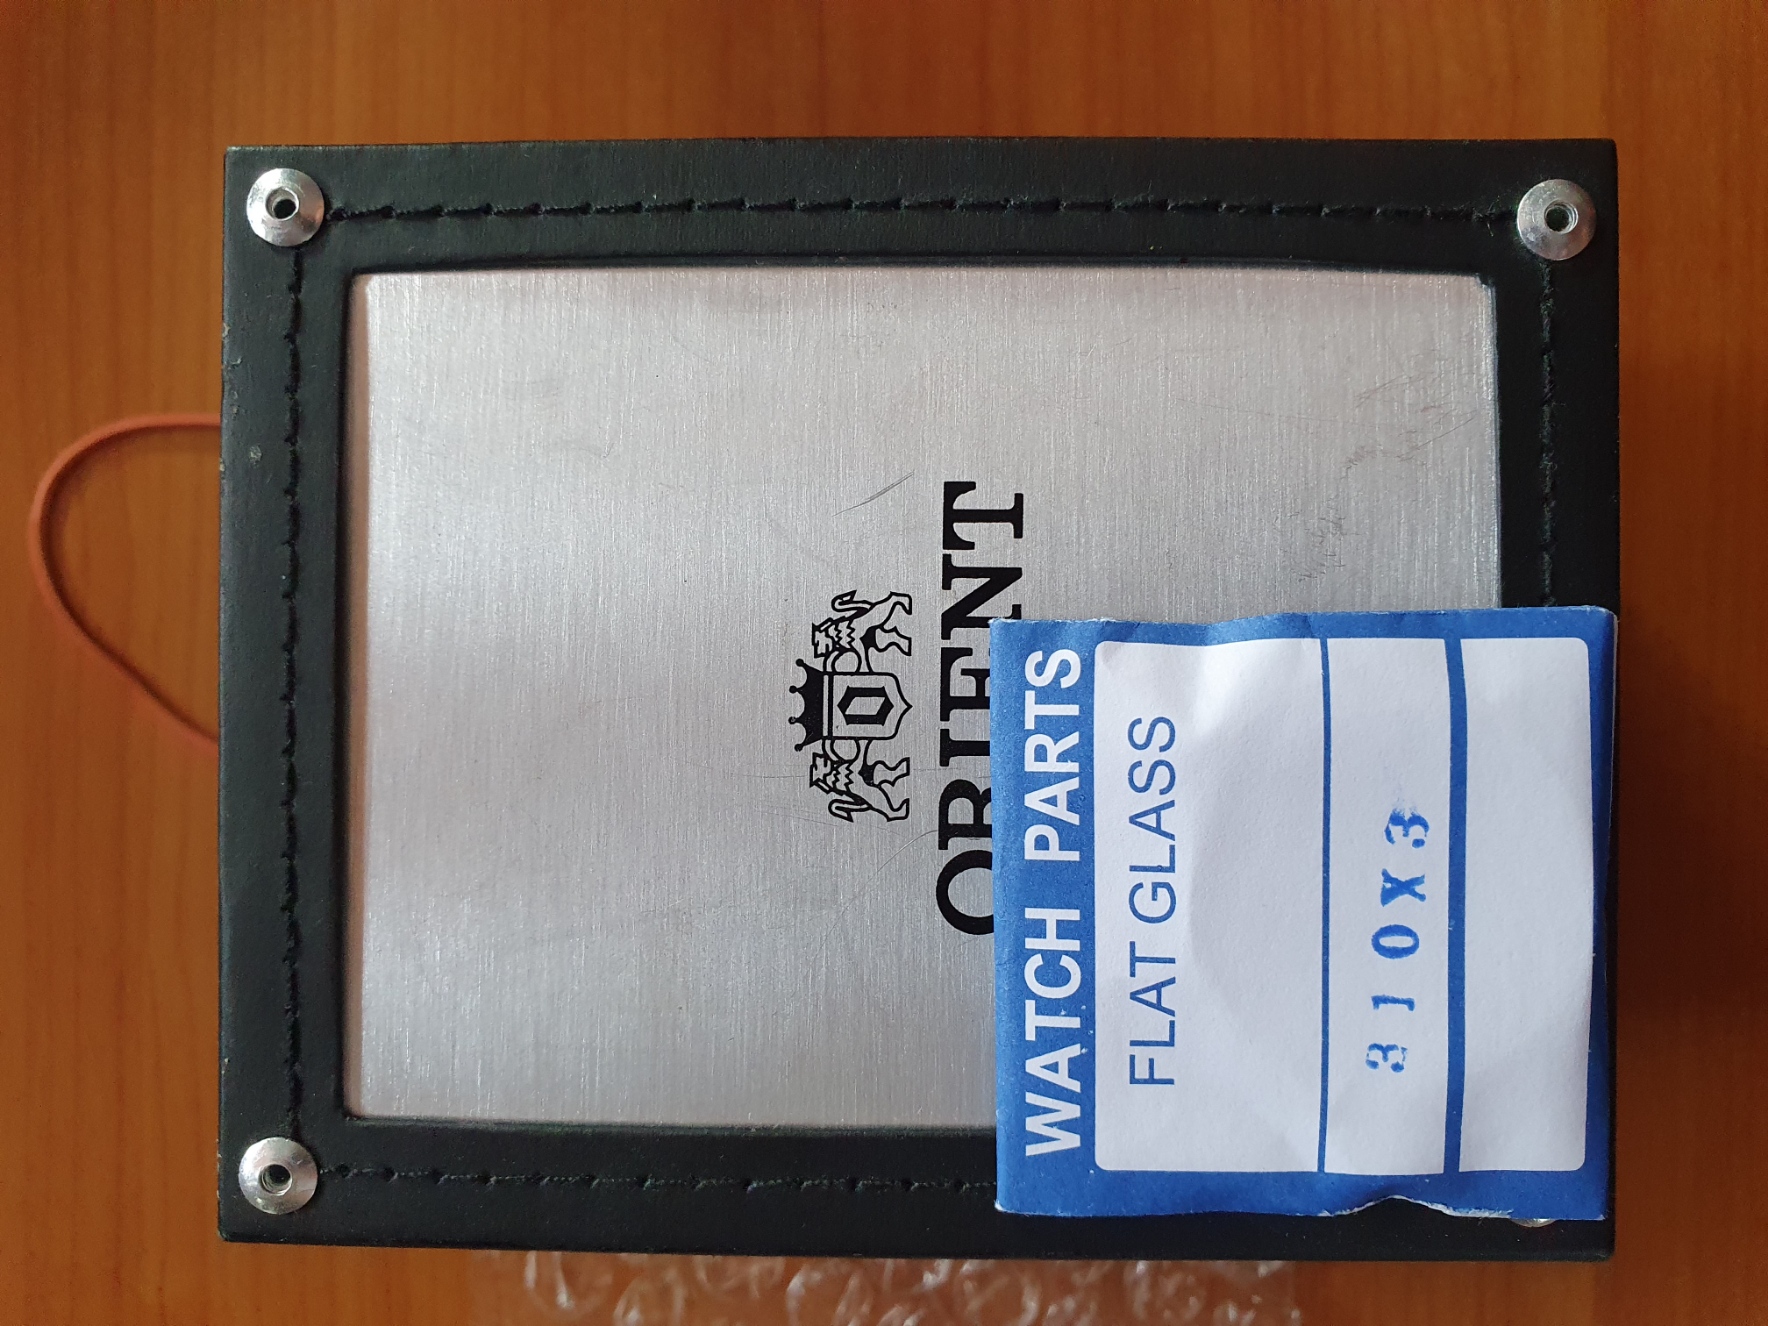 ORIENT
WATCH PARTS
FLAT GLASS
310X3